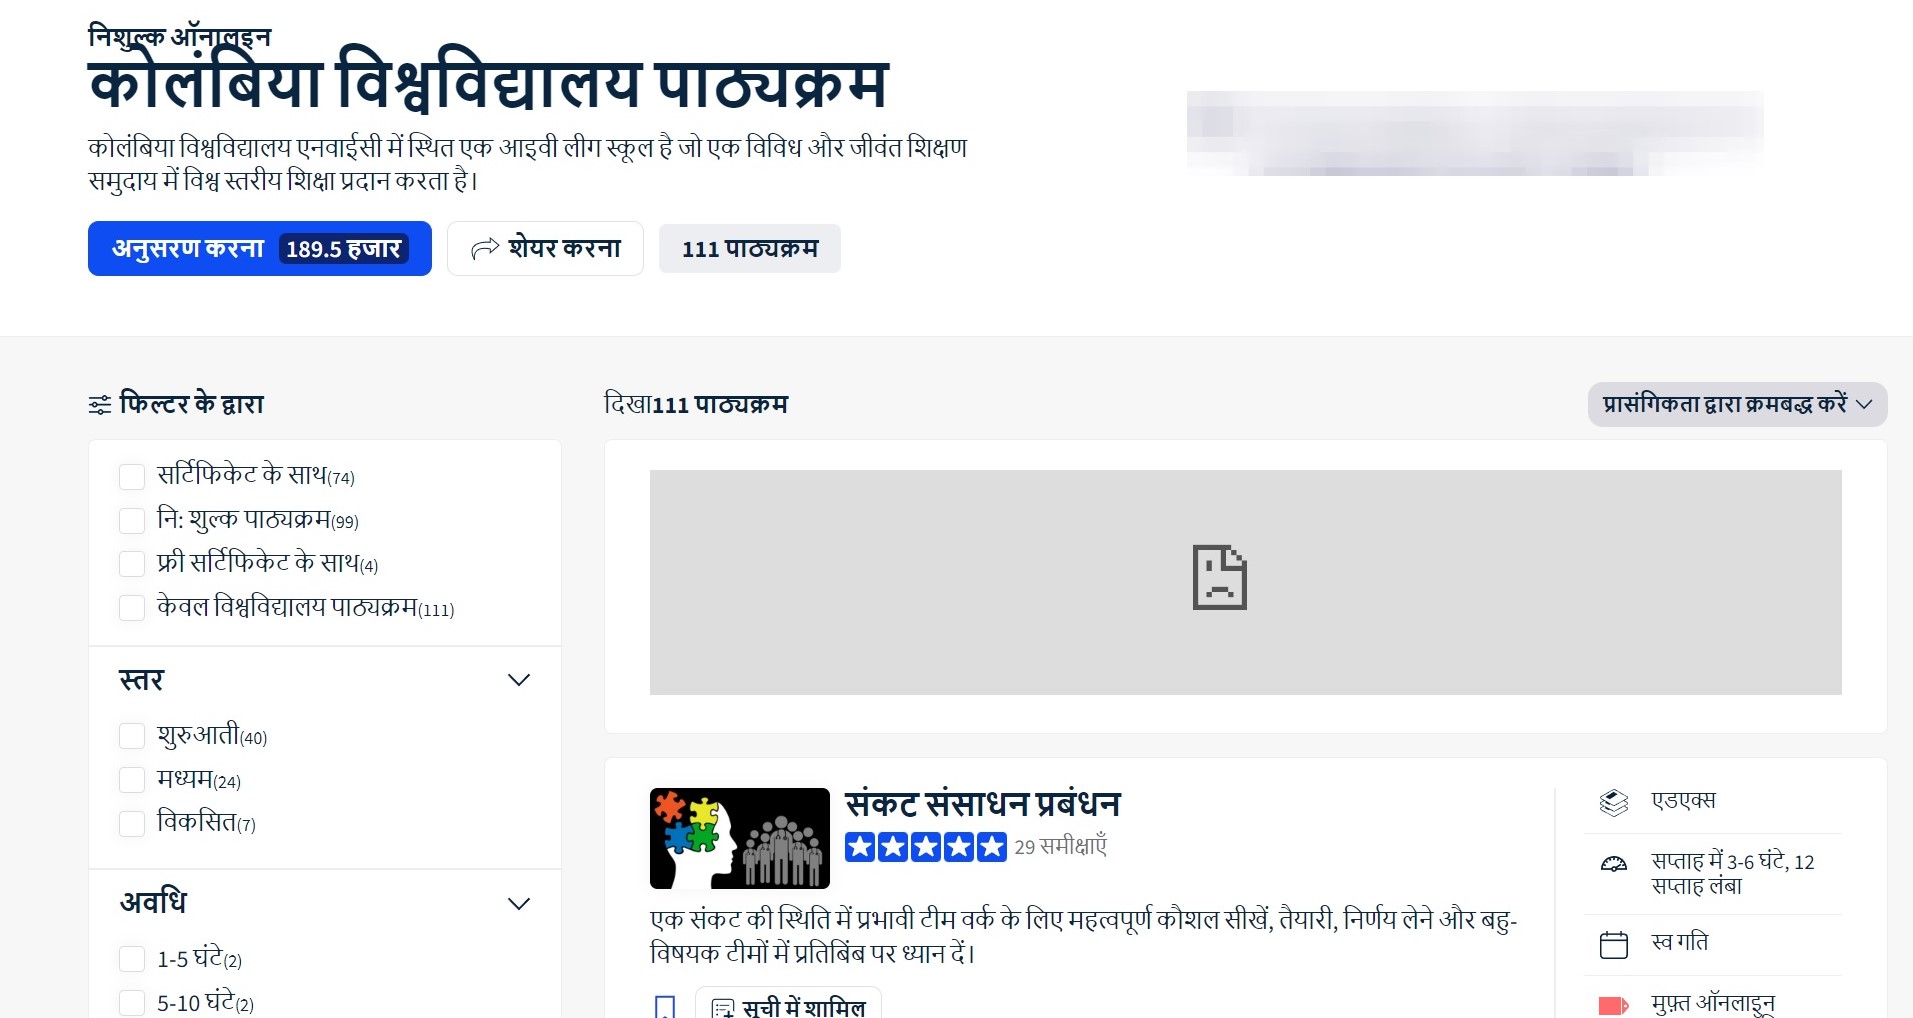 निशुल्क ऑनलाइन
कोलंबिया विश्वविद्यालय पाठ्यक्रम
कोलंबिया विश्वविद्यालय एनवाईसी में स्थित एक आइवी लीग स्कूल है जो एक विविध और जीवंत शिक्षण
समुदाय में विश्व स्तरीय शिक्षा प्रदान करता है।
अनुसरण करना 189.5 हजार
शेयर करना
111 पाठ्यक्रम
फिल्टर के द्वारा
दिखा111 पाठ्यक्रम
प्रासंगिकता द्वारा क्रमबद्ध करें
सर्टिफिकेट के साथ(74)
नि: शुल्क पाठ्यक्रम(99)
फ्री सर्टिफिकेट के साथ(4)
केवल विश्वविद्यालय पाठ्यक्रम(111)
स्तर
शुरुआती(40)
मध्यम(24)
विकसित(7)
अवधि
1-5 घंटे(2)
5-10 घंटे(2)
संकट संसाधन प्रबंधन
29 समीक्षाएँ
एक संकट की स्थिति में प्रभावी टीम वर्क के लिए महत्वपूर्ण कौशल सीखें, तैयारी, निर्णय लेने और बहु-
विषयक टीमों में प्रतिबिंब पर ध्यान दें।
सूची में शामिल
एडएक्स
सप्ताह में 3-6 घंटे, 12
सप्ताह लंबा
स्व गति
मुफ़्त ऑनलाइन